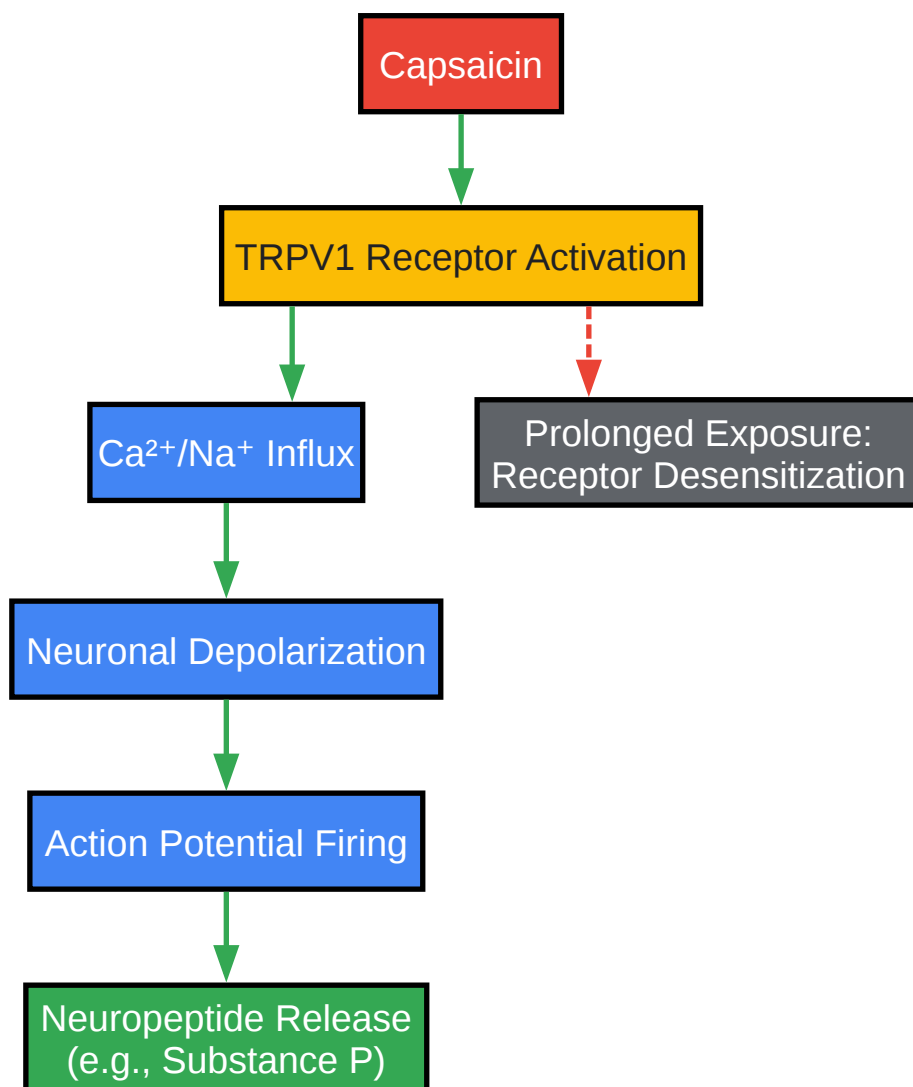 Capsaicin
TRPV1 Receptor Activation
Ca²⁺/Na⁺ Influx
Prolonged Exposure:
Receptor Desensitization
Neuronal Depolarization
Action Potential Firing
Neuropeptide Release
(e.g., Substance P)